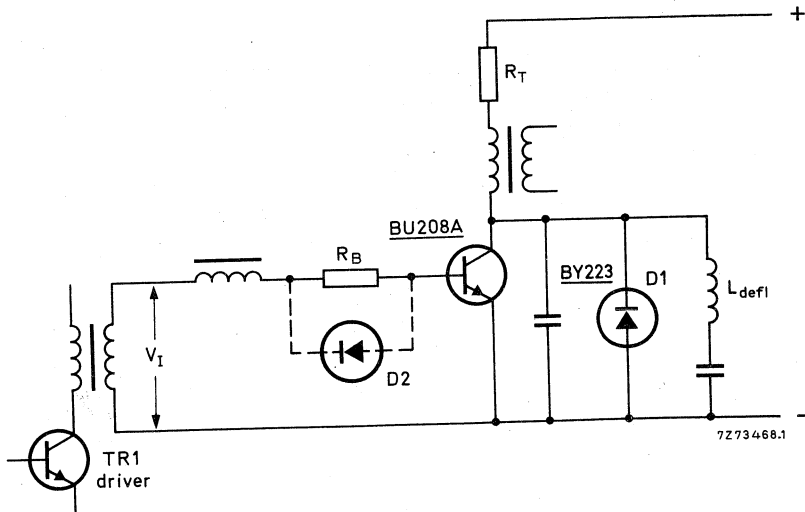 +
R_T
BU208A
R_B
BY223
D1
L_defl
V_I
D2
-
7Z73468.1
TR1
driver